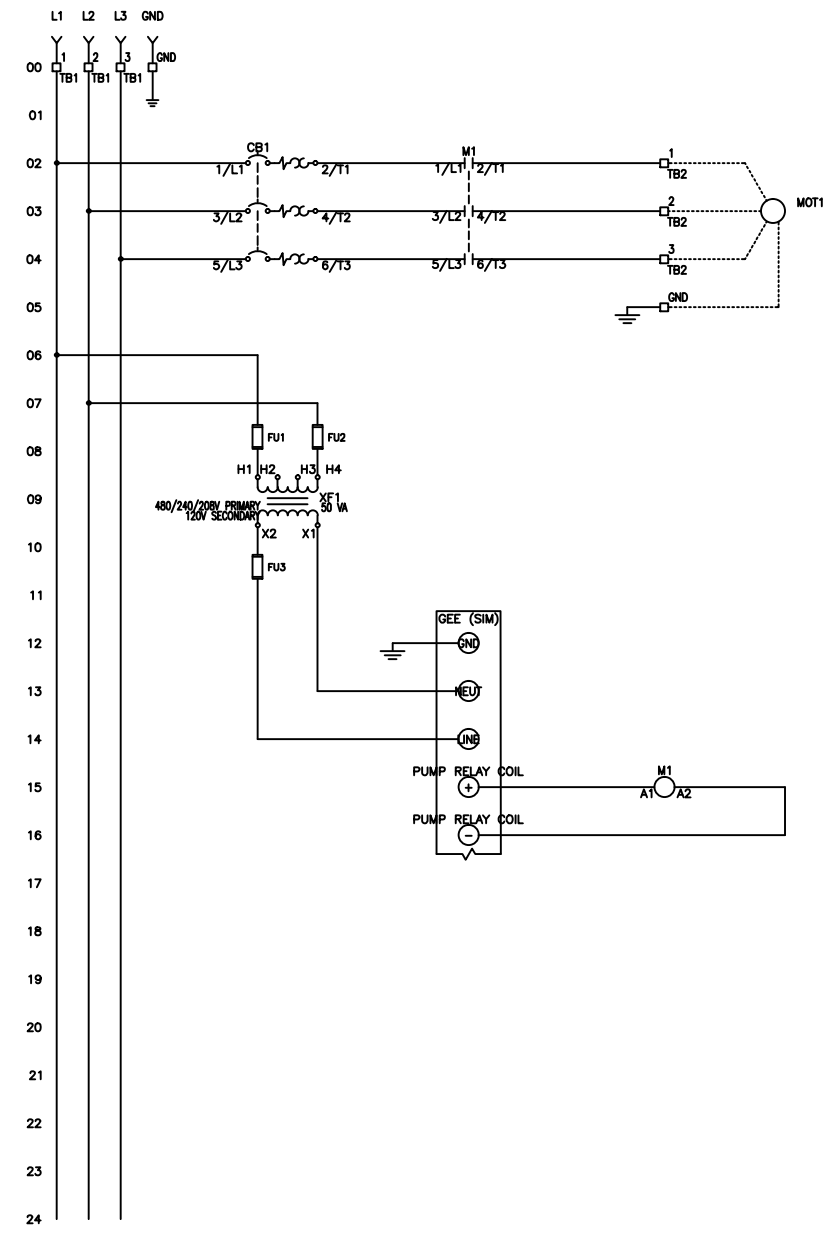 L1 L2 L3 GND
1 2 3 GND
00 TB1 TB1 TB1
01
CB1 M1 1
02 1/L1 2/T1 1/L1 2/T1 TB2
2 MOT1
03 3/L2 4/T2 3/L2 4/T2 TB2
3
04 5/L3 6/T3 5/L3 6/T3 TB2
GND
05
06
07
FU1 FU2
08
H1 H2 H3 H4
09 XF1
480/240/208V PRIMARY 50 VA
120V SECONDARY
X2 X1
10
FU3
11
GEE (SIM)
12 GND
13 NEUT
14 LINE
PUMP RELAY COIL M1
15 + A1 A2
PUMP RELAY COIL
16 −
17
18
19
20
21
22
23
24